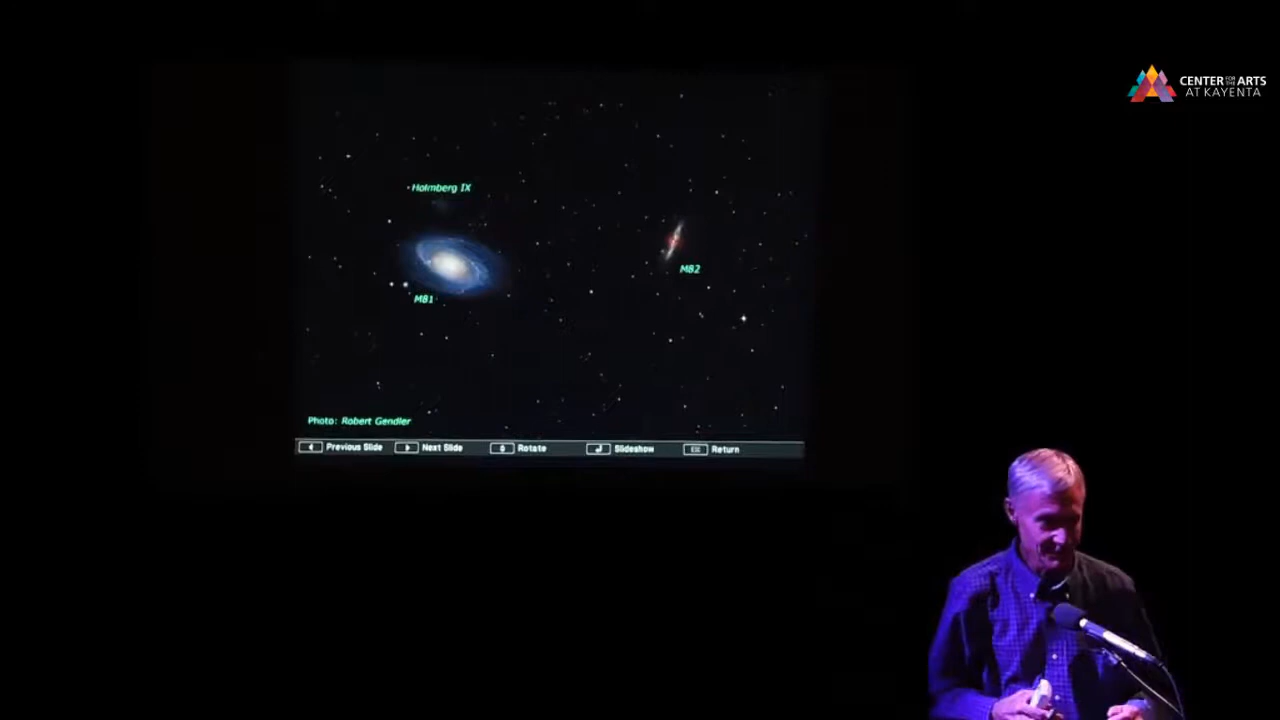 CENTER FOR THE ARTS
AT KAYENTA
Holmberg IX
M82
M81
Photo: Robert Gendler
Previous Slide
Next Slide
Rotate
Slideshow
Esc Return